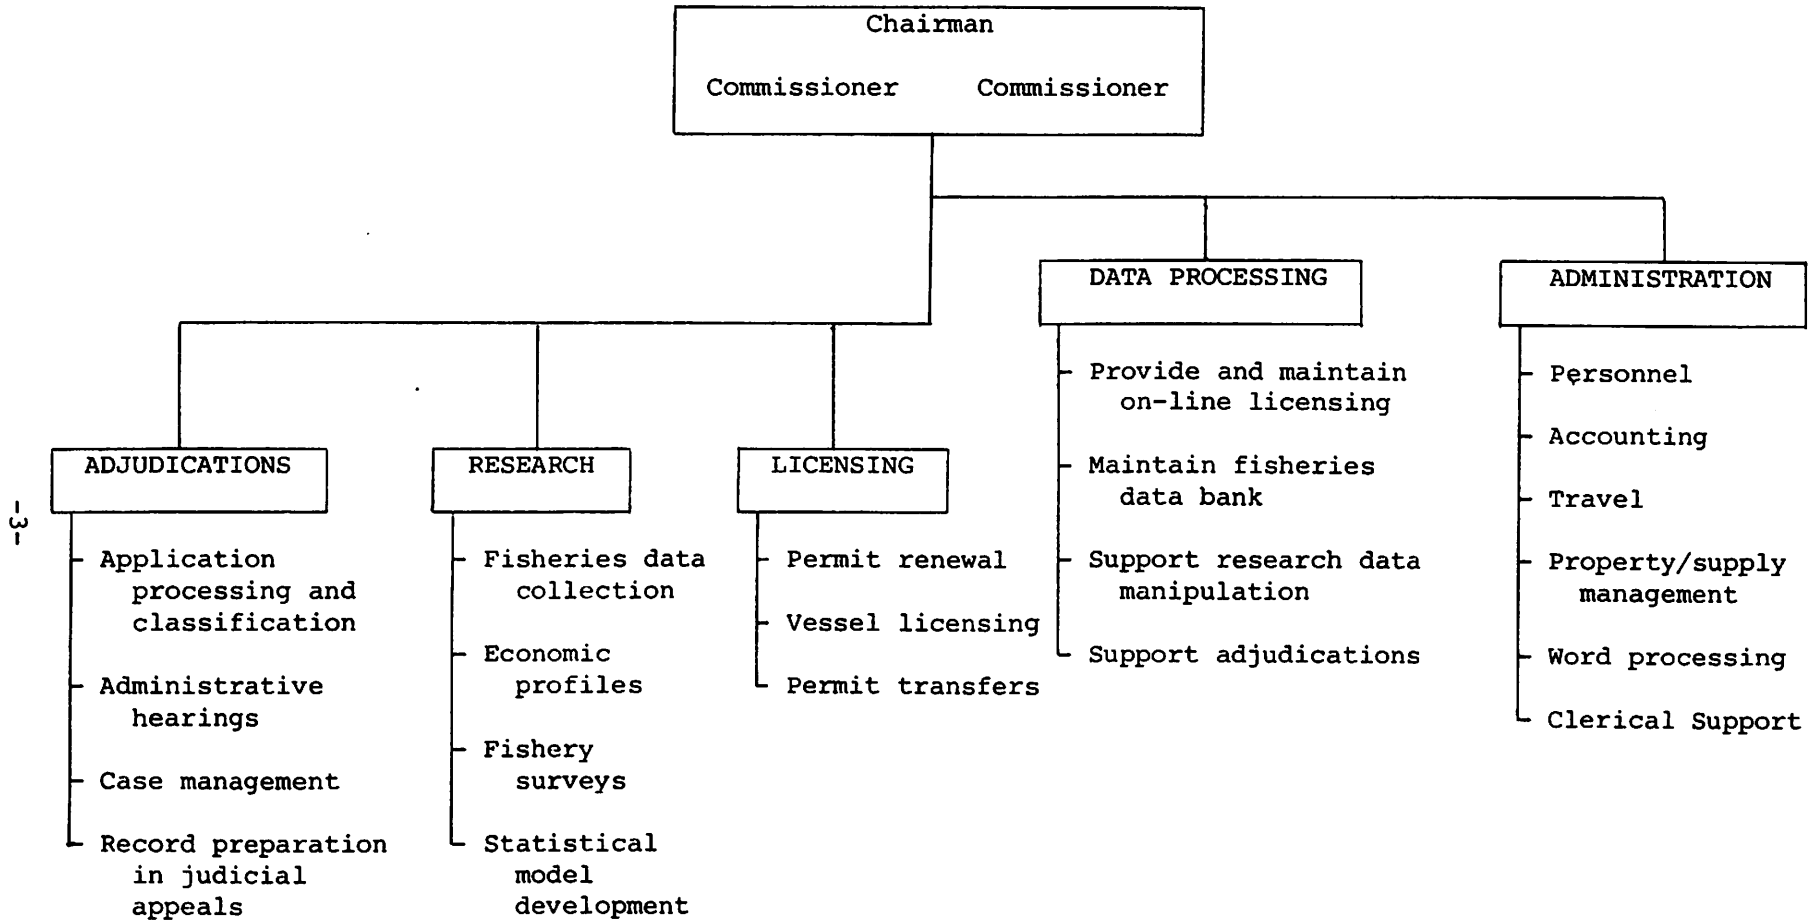 Chairman
Commissioner Commissioner
DATA PROCESSING
Provide and maintain
on-line licensing
Maintain fisheries
data bank
Support research data
manipulation
Support adjudications
ADMINISTRATION
Personnel
Accounting
Travel
Property/supply
management
Word processing
Clerical Support
ADJUDICATIONS
Application
processing and
classification
Administrative
hearings
Case management
Record preparation
in judicial
appeals
RESEARCH
Fisheries data
collection
Economic
profiles
Fishery
surveys
Statistical
model
development
LICENSING
Permit renewal
Vessel licensing
Permit transfers
-3-